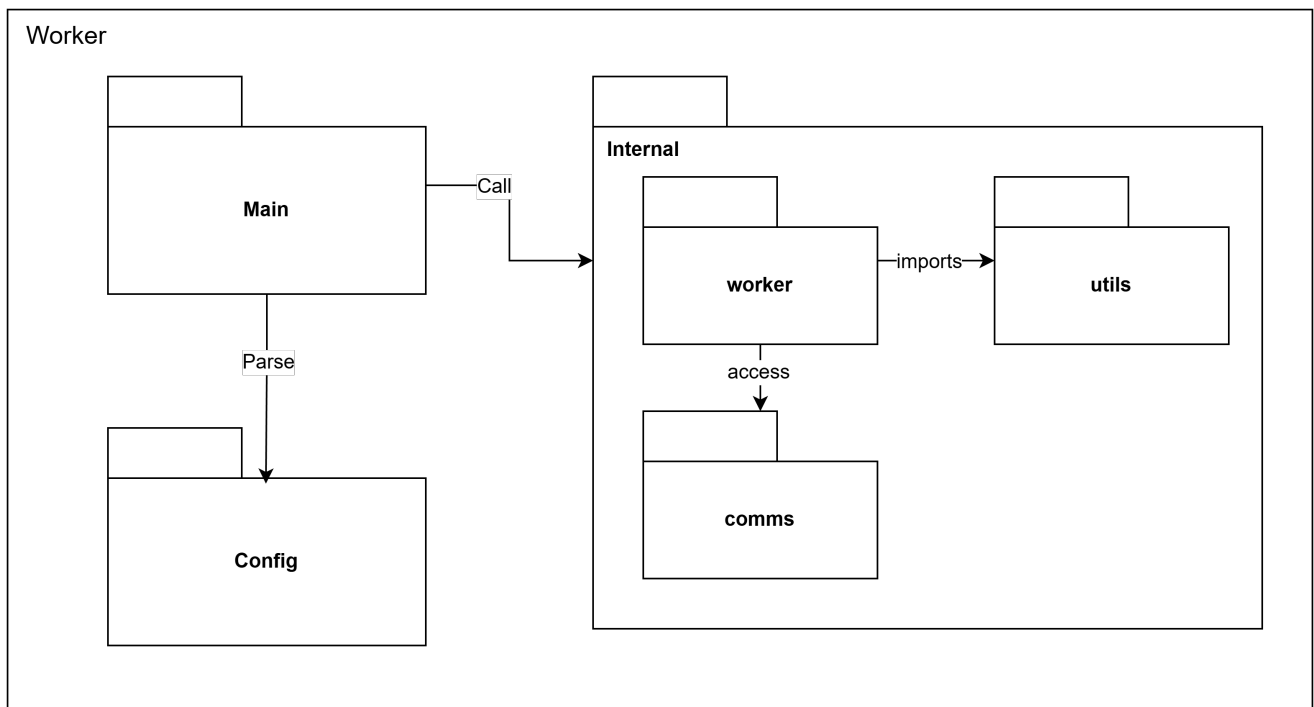 Worker
Main
Call
Parse
Config
Internal
worker
imports
utils
access
comms